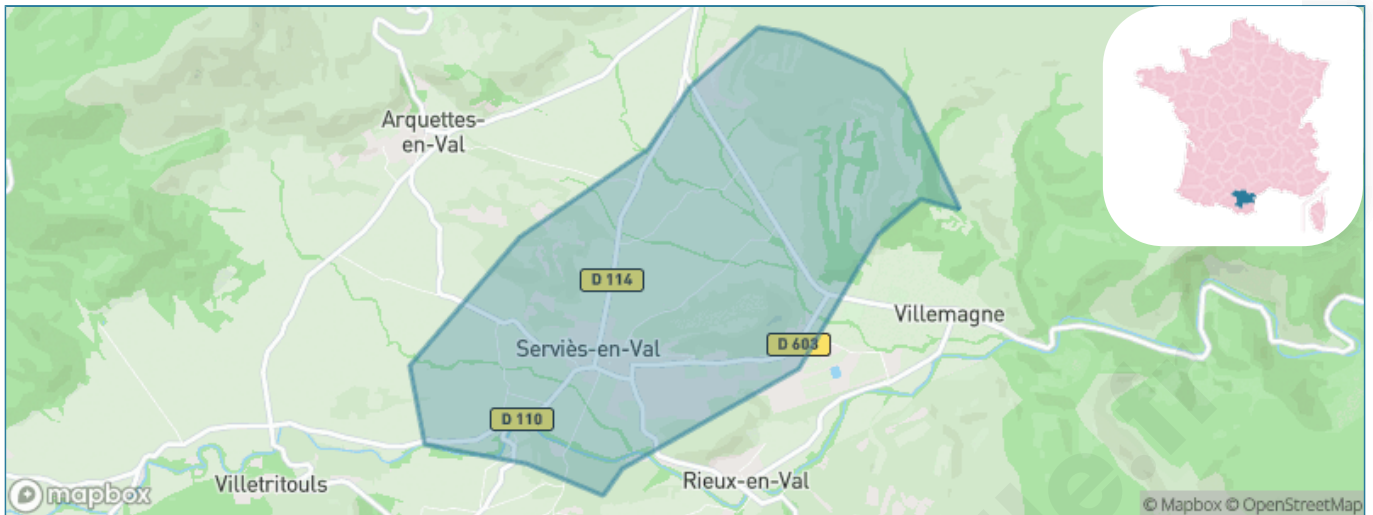 Arquettes-
en-Val
D 114
Villemagne
D 603
Serviès-en-Val
D 110
Villetritouls
Rieux-en-Val
mapbox
© Mapbox © OpenStreetMap